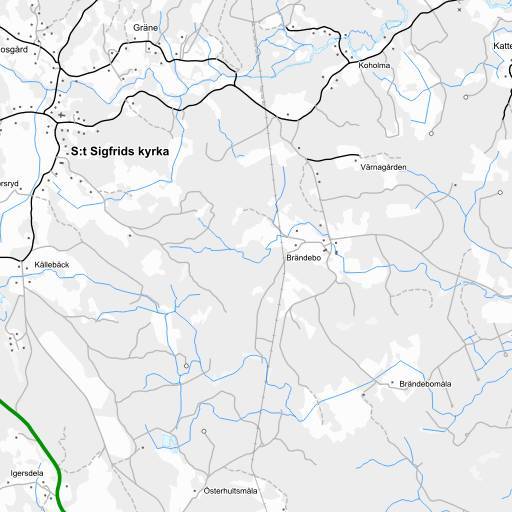 Gräne
Katte
osgård
Koholma
S:t Sigfrids kyrka
Värnagården
rsryd
Brändebo
Källebäck
Brändebomåla
Igersdela
Österhultsmåla